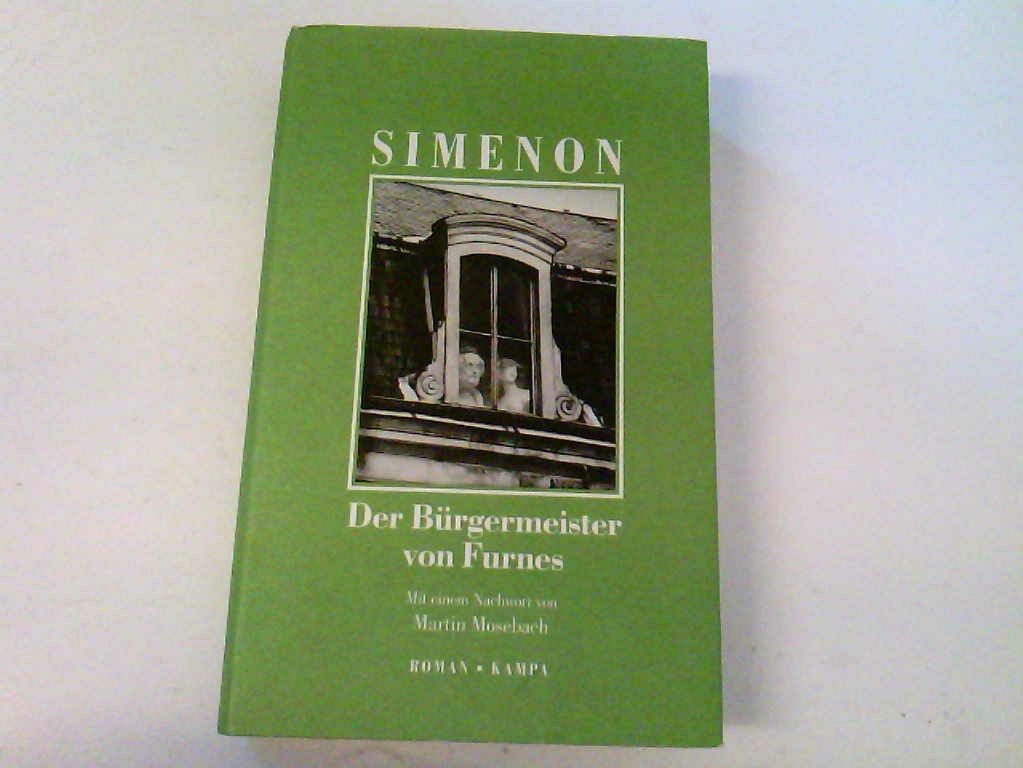 SIMENON
Der Bürgermeister
von Furnes
Mit einem Nachwort von
Martin Mosebach
ROMAN • KAMPA